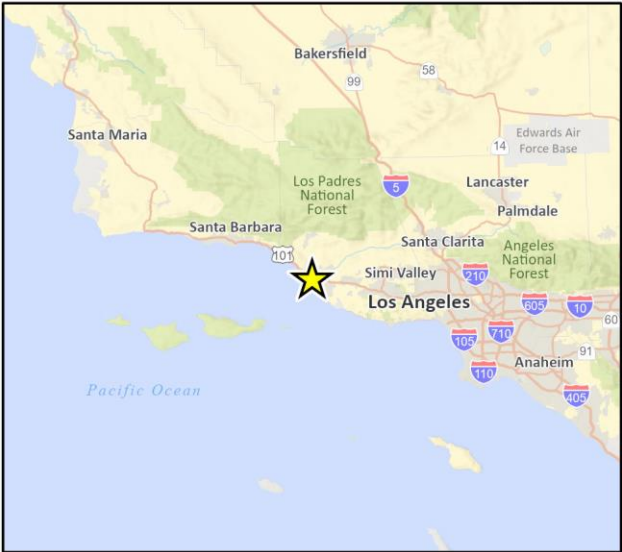 Bakersfield
58
99
Santa Maria
Edwards Air
Force Base
14
Los Padres
National
Forest
5
Lancaster
Palmdale
Santa Barbara
Santa Clarita
Angeles
National
Forest
101
Simi Valley
210
Los Angeles
605
10
60
105
710
91
Anaheim
110
405
Pacific Ocean